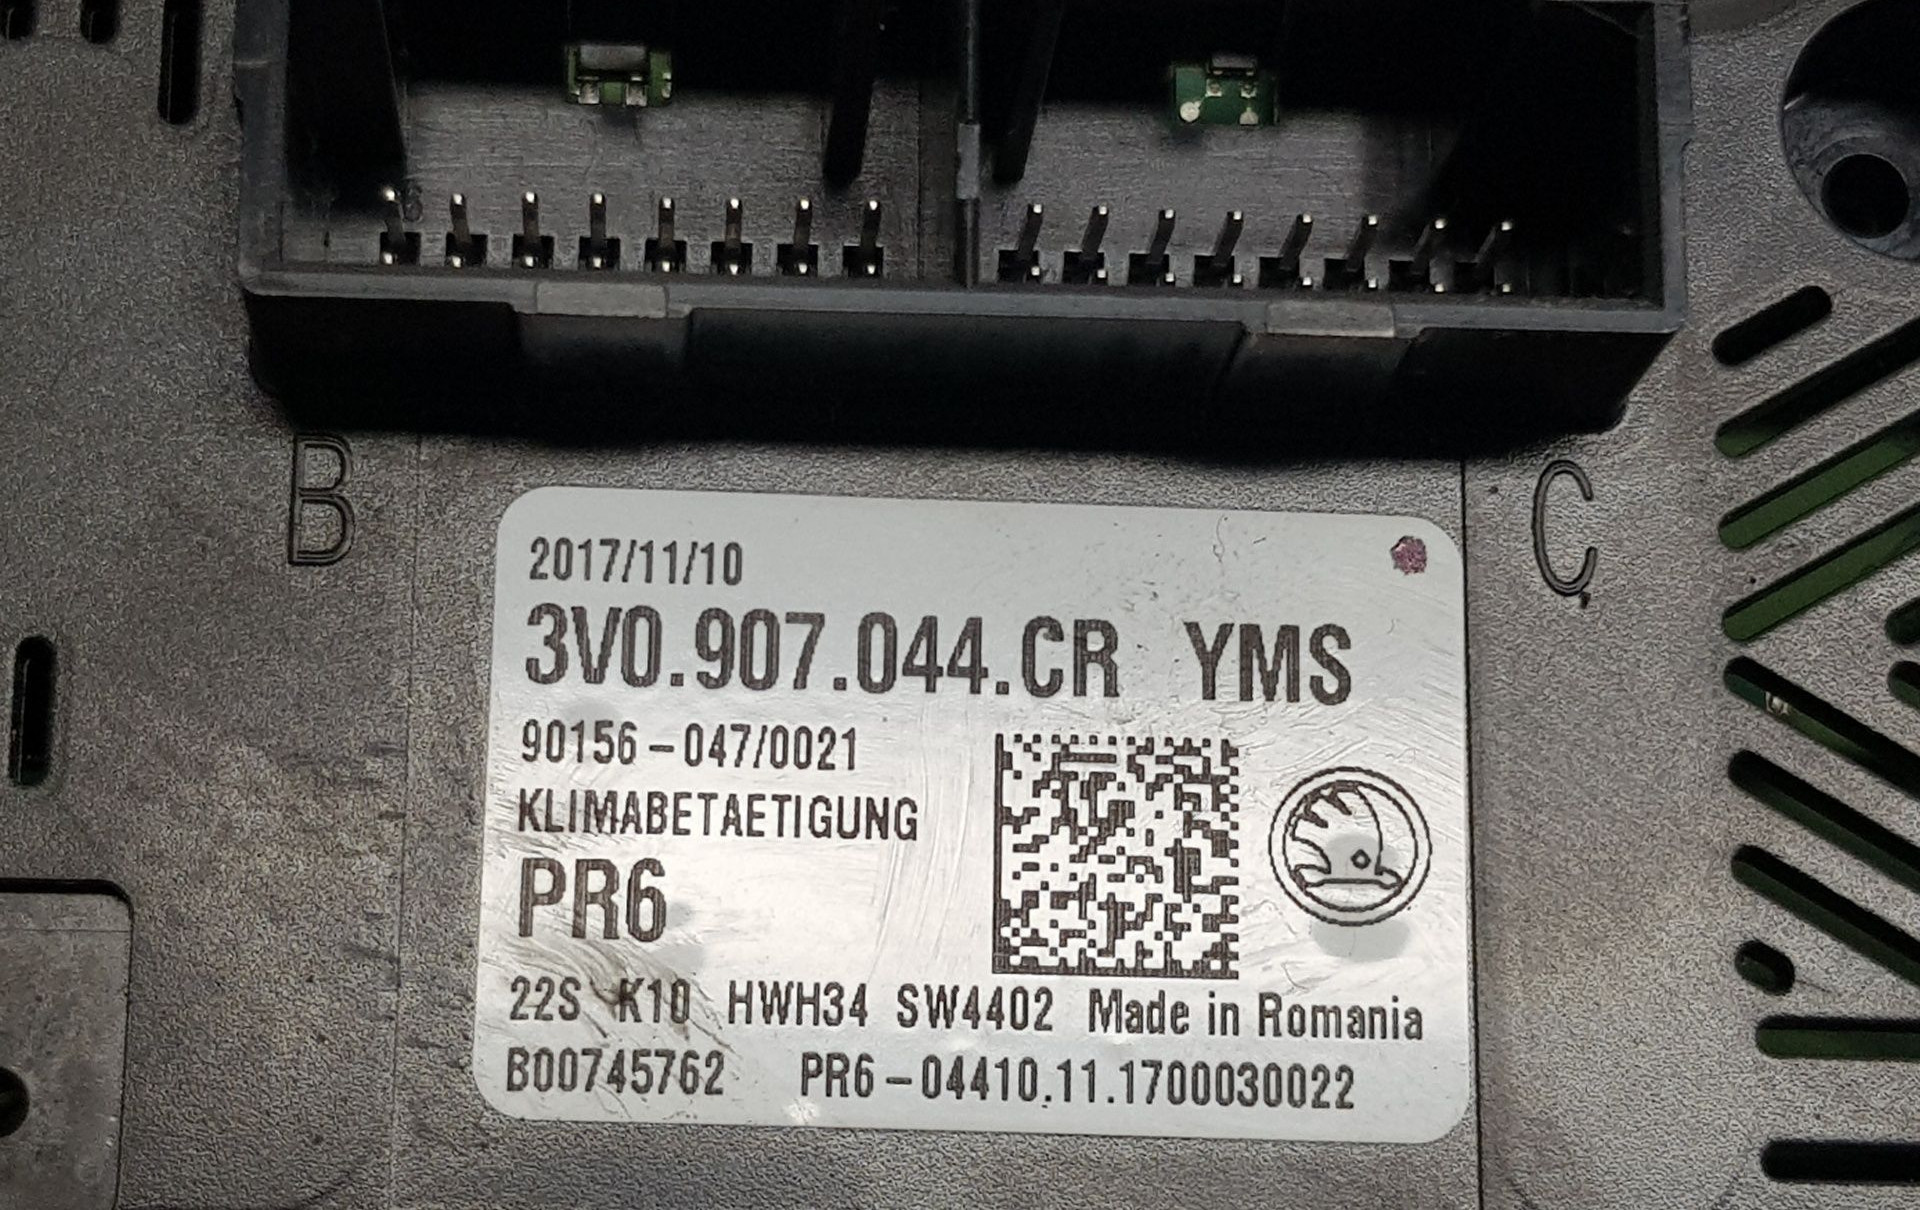 B
C
2017/11/10
3V0.907.044.CR YMS
90156-047/0021
KLIMABETAETIGUNG
PR6
22S K10 HWH34 SW4402 Made in Romania
B00745762 PR6-04410.11.1700030022